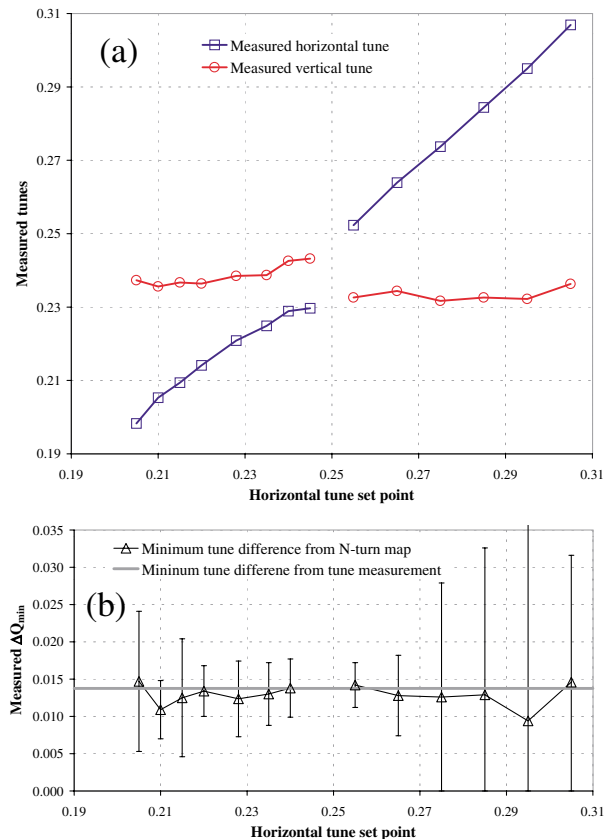 0.31
(a)
Measured horizontal tune
Measured vertical tune
0.29
0.27
0.25
0.23
0.21
0.19
Measured tunes
0.19 0.21 0.23 0.25 0.27 0.29 0.31
Horizontal tune set point
0.035
Minimum tune difference from N-turn map
Mininum tune differene from tune measurement
0.030
(b)
0.025
0.020
0.015
0.010
0.005
0.000
Measured ΔQmin
0.19 0.21 0.23 0.25 0.27 0.29 0.31
Horizontal tune set point